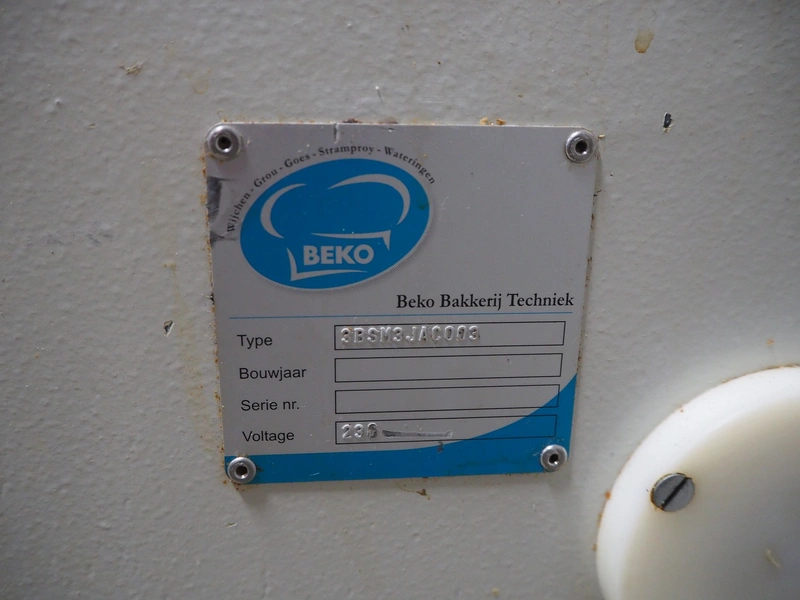 Wijchen - Grou - Goes - Stramproy - Wateringen
BEKO
Beko Bakkerij Techniek
Type 3BSM3JAC003
Bouwjaar
Serie nr.
Voltage 230